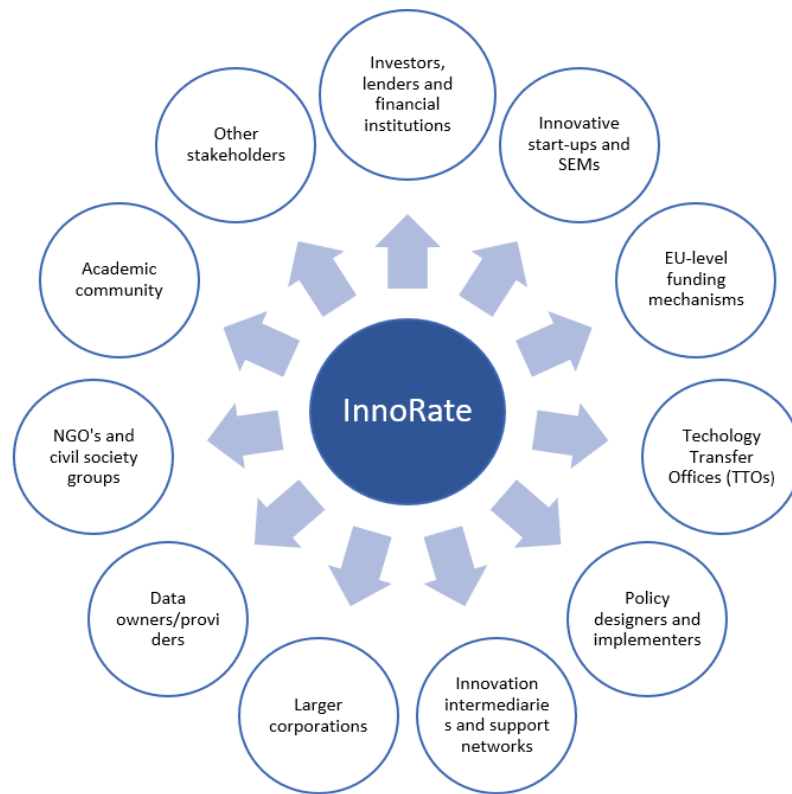 Investors,
lenders and
financial
institutions
Innovative
start-ups and
SEMs
EU-level
funding
mechanisms
Techology
Transfer
Offices (TTOs)
Policy
designers and
implementers
Innovation
intermediarie
s and support
networks
Larger
corporations
Data
owners/provi
ders
NGO's and
civil society
groups
Academic
community
Other
stakeholders
InnoRate